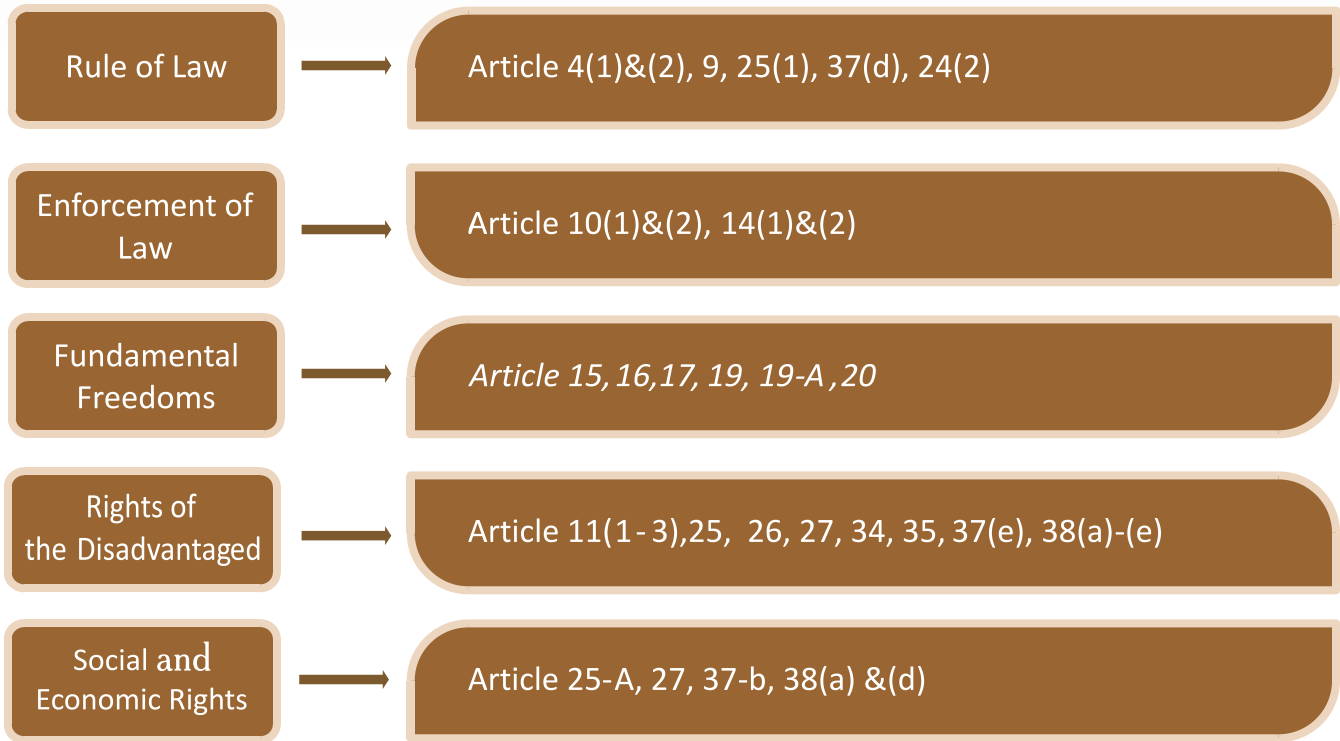 Rule of Law
Article 4(1)&(2), 9, 25(1), 37(d), 24(2)
Enforcement of
Law
Article 10(1)&(2), 14(1)&(2)
Fundamental
Freedoms
Article 15, 16,17, 19, 19-A ,20
Rights of
the Disadvantaged
Article 11(1-3),25, 26, 27, 34, 35, 37(e), 38(a)-(e)
Social and
Economic Rights
Article 25-A, 27, 37-b, 38(a) &(d)